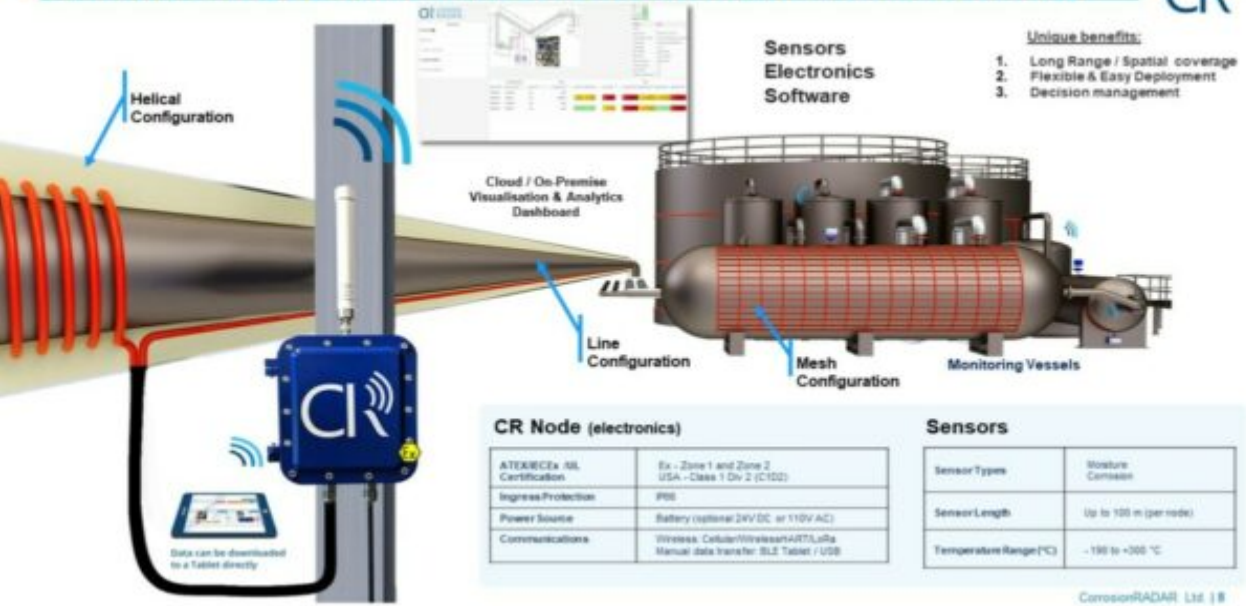 CR
Unique benefits:
1. Long Range / Spatial coverage
2. Flexible & Easy Deployment
3. Decision management
Sensors
Electronics
Software
Helical
Configuration
Cloud / On-Premise
Visualisation & Analytics
Dashboard
Line
Configuration
Mesh
Configuration
Monitoring Vessels
CR
Ex
Data can be downloaded
to a Tablet directly
CR Node (electronics)
ATEX/IECEx /UL
Certification
Ex - Zone 1 and Zone 2
USA - Class 1 Div 2 (C1D2)
Ingress Protection
IP66
Power Source
Battery (optional 24V DC or 110V AC)
Communications
Wireless: Cellular/WirelessHART/LoRa
Manual data transfer: BLE Tablet / USB
Sensors
Sensor Types
Moisture
Corrosion
Sensor Length
Up to 100 m (per node)
Temperature Range (°C)
CorrosionRADAR Ltd. | 8